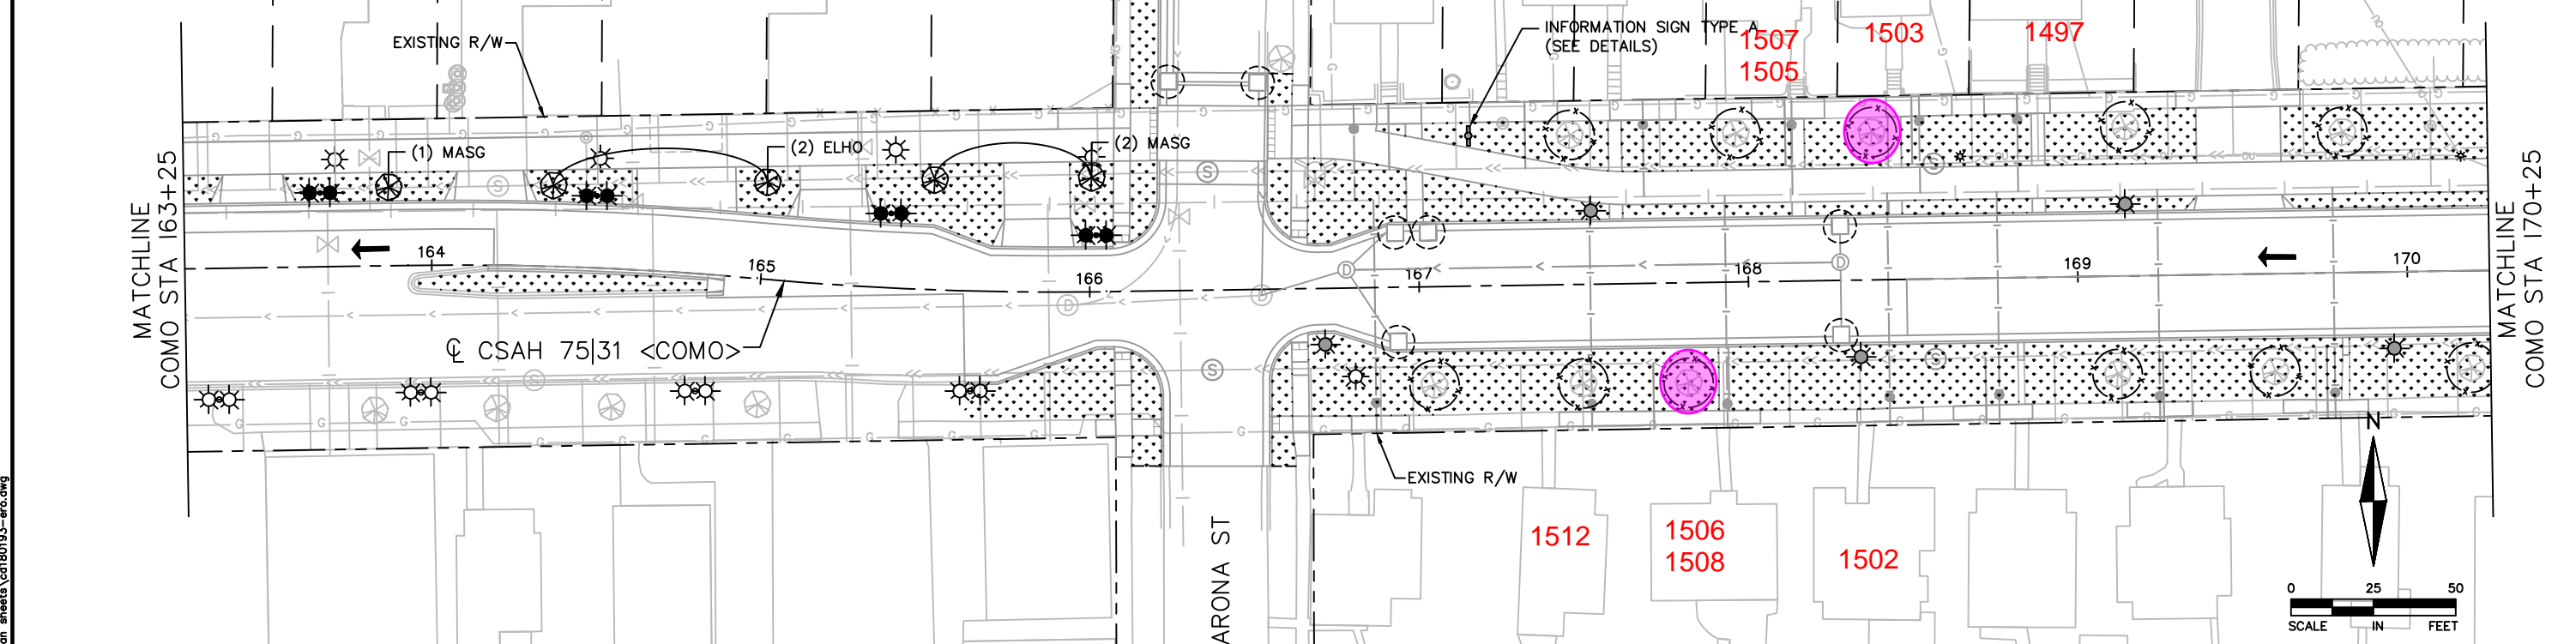 EXISTING R/W
INFORMATION SIGN TYPE A
(SEE DETAILS)
1507
1505
1503
1497
(1) MASG
(2) ELHO
(2) MASG
MATCHLINE
COMO STA 163+25
MATCHLINE
COMO STA 170+25
164
165
166
167
168
169
170
℄ CSAH 75|31 <COMO>
EXISTING R/W
ARONA ST
1512
1506
1508
1502
N
0 25 50
SCALE IN FEET